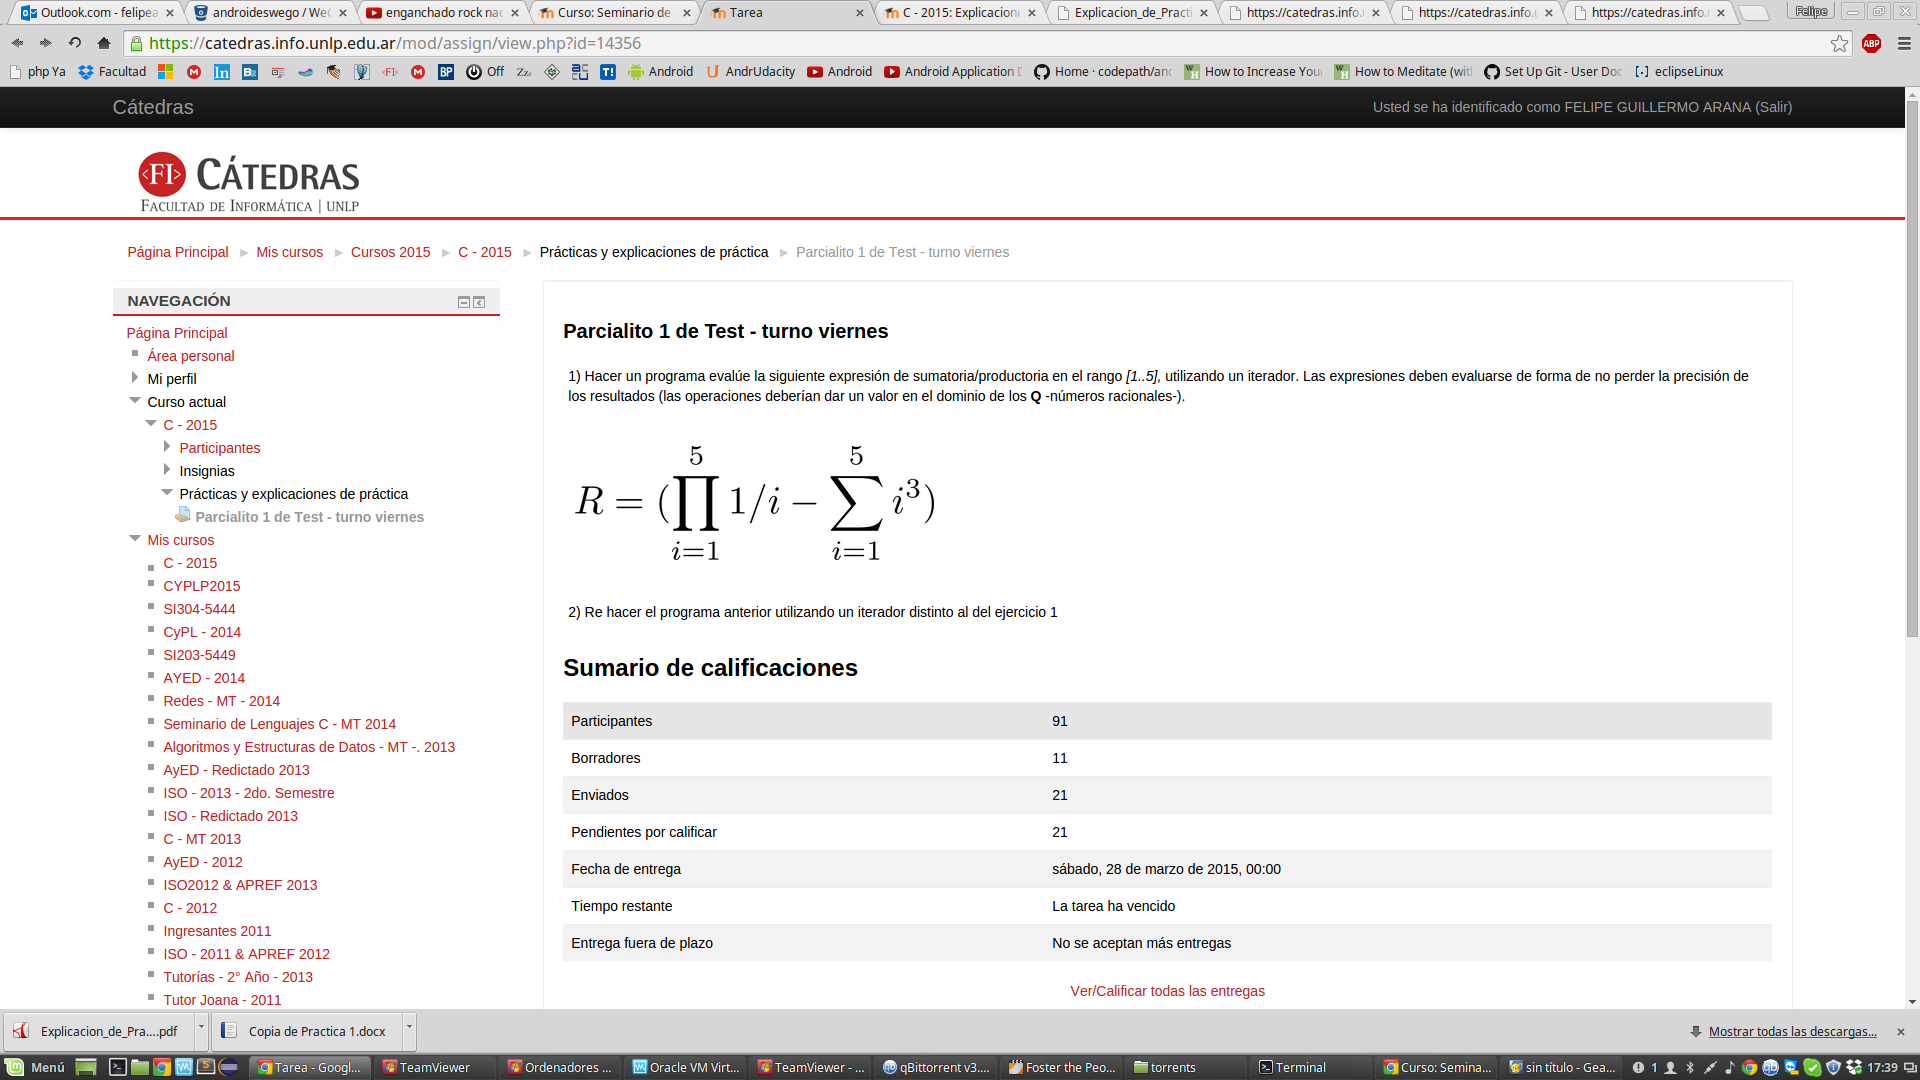 Outlook.com - felipea
androideswego / WeG
enganchado rock nac
Curso: Seminario de
Tarea
C - 2015: Explicacione
Explicacion_de_Practi
https://catedras.info.u
https://catedras.info.u
https://catedras.info.u
Felipe
https://catedras.info.unlp.edu.ar/mod/assign/view.php?id=14356
ABP
php Ya
Facultad
Off
Android
AndrUdacity
Android
Android Application D
Home · codepath/and
How to Increase Your
How to Meditate (with
Set Up Git - User Doc
eclipseLinux
Cátedras
Usted se ha identificado como FELIPE GUILLERMO ARANA (Salir)
<FI> CÁTEDRAS
FACULTAD DE INFORMÁTICA | UNLP
Página Principal ► Mis cursos ► Cursos 2015 ► C - 2015 ► Prácticas y explicaciones de práctica ► Parcialito 1 de Test - turno viernes
NAVEGACIÓN
Página Principal
Área personal
Mi perfil
Curso actual
C - 2015
Participantes
Insignias
Prácticas y explicaciones de práctica
Parcialito 1 de Test - turno viernes
Mis cursos
C - 2015
CYPLP2015
SI304-5444
CyPL - 2014
SI203-5449
AYED - 2014
Redes - MT - 2014
Seminario de Lenguajes C - MT 2014
Algoritmos y Estructuras de Datos - MT -. 2013
AyED - Redictado 2013
ISO - 2013 - 2do. Semestre
ISO - Redictado 2013
C - MT 2013
AyED - 2012
ISO2012 & APREF 2013
C - 2012
Ingresantes 2011
ISO - 2011 & APREF 2012
Tutorías - 2° Año - 2013
Tutor Joana - 2011
Parcialito 1 de Test - turno viernes
1) Hacer un programa evalúe la siguiente expresión de sumatoria/productoria en el rango [1..5], utilizando un iterador. Las expresiones deben evaluarse de forma de no perder la precisión de
los resultados (las operaciones deberían dar un valor en el dominio de los Q -números racionales-).
R = (∏_{i=1}^{5} 1/i − ∑_{i=1}^{5} i³)
2) Re hacer el programa anterior utilizando un iterador distinto al del ejercicio 1
Sumario de calificaciones
Participantes 91
Borradores 11
Enviados 21
Pendientes por calificar 21
Fecha de entrega sábado, 28 de marzo de 2015, 00:00
Tiempo restante La tarea ha vencido
Entrega fuera de plazo No se aceptan más entregas
Ver/Calificar todas las entregas
Explicacion_de_Pra....pdf
Copia de Practica 1.docx
Mostrar todas las descargas...
Menú
Tarea - Googl...
TeamViewer
Ordenadores ...
Oracle VM Virt...
TeamViewer - ...
qBittorrent v3....
Foster the Peo...
torrents
Terminal
Curso: Semina...
sin título - Gea...
1
17:39